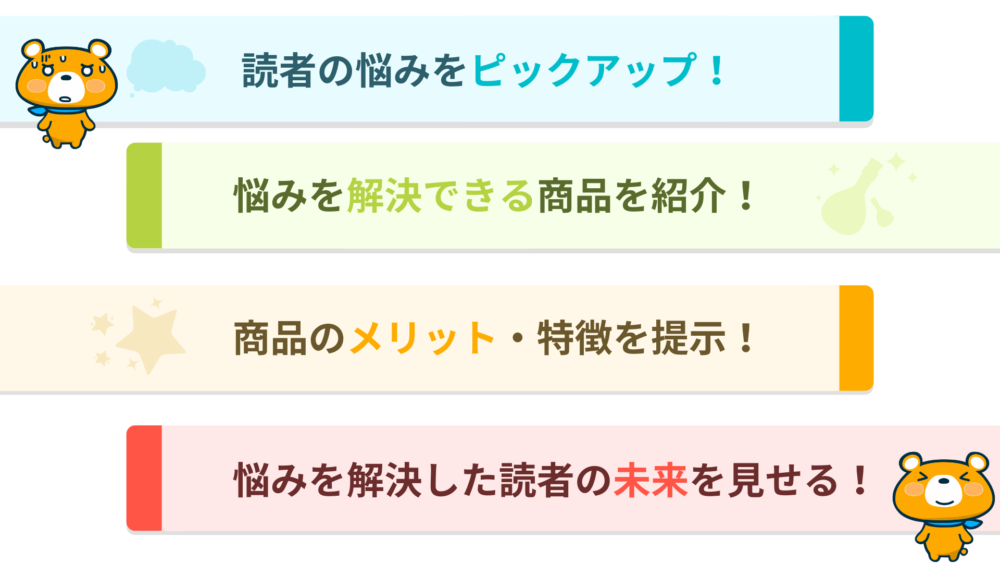 読者の悩みをピックアップ！
悩みを解決できる商品を紹介！
商品のメリット・特徴を提示！
悩みを解決した読者の未来を見せる！